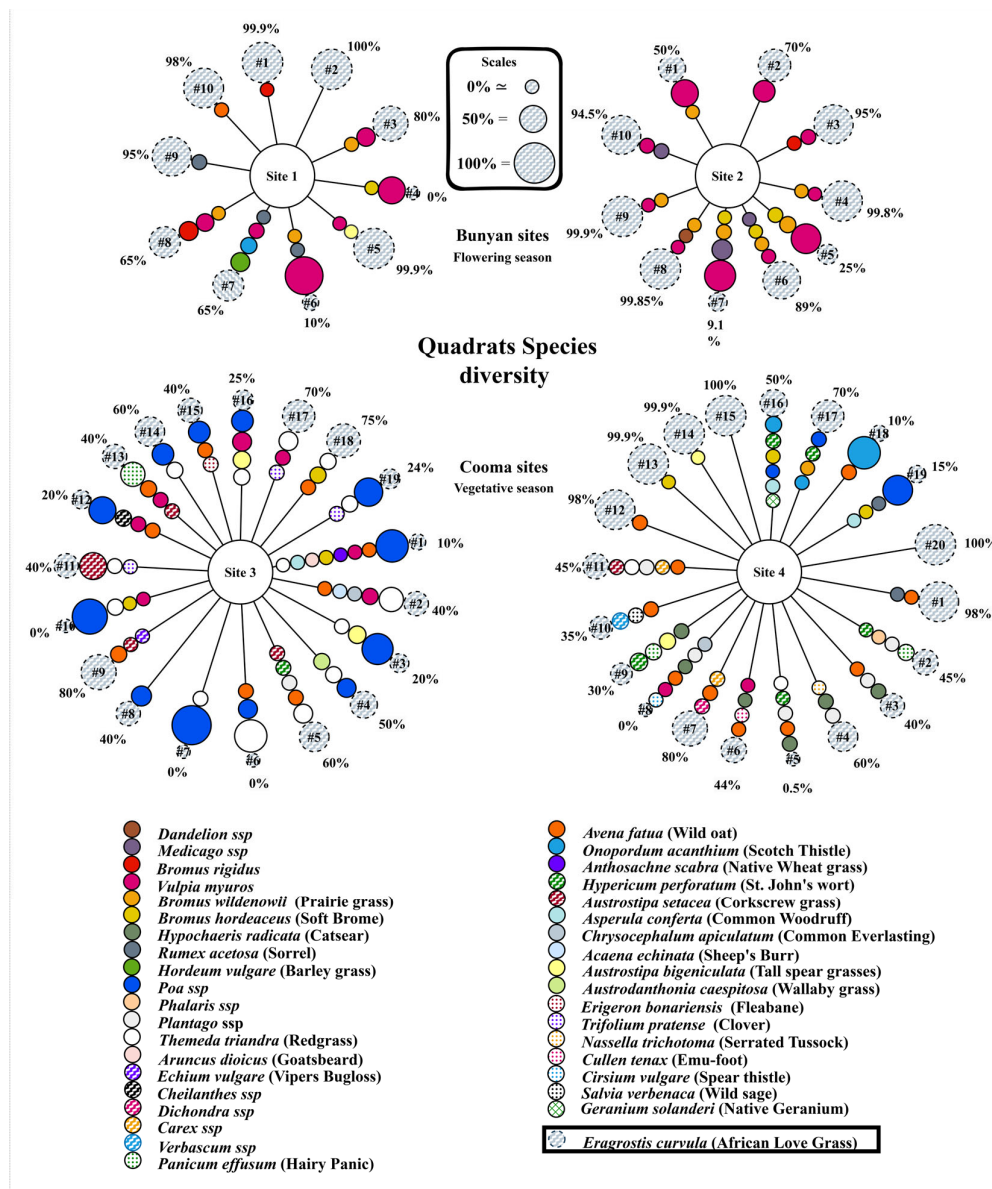 99.9%
100%
98%
#1
#2
#10
#3
80%
95%
#9
Site 1
#4
0%
#8
65%
#7
65%
#6
10%
#5
99.9%
Scales
0% ≃
50% =
100% =
Bunyan sites
Flowering season
50%
70%
#1
#2
94.5%
#10
#3
95%
Site 2
#9
99.9%
#4
99.8%
#8
99.85%
#7
9.1
%
#6
89%
#5
25%
Quadrats Species
diversity
Cooma sites
Vegetative season
25%
40%
70%
60%
#16
#15
#17
75%
40%
#14
#18
#13
24%
20%
#12
#19
40%
#11
Site 3
#1
10%
#2
40%
0%
#10
#3
20%
#9
80%
#4
50%
#8
40%
#7
0%
#6
0%
#5
60%
50%
100%
70%
99.9%
#16
#15
#17
10%
#14
#18
99.9%
#13
15%
#19
98%
#12
45%
#11
Site 4
#20
100%
#1
98%
35%
#10
#2
45%
30%
#9
#3
40%
0%
#8
#4
60%
#7
80%
#6
44%
#5
0.5%
Dandelion ssp
Medicago ssp
Bromus rigidus
Vulpia myuros
Bromus wildenowii (Prairie grass)
Bromus hordeaceus (Soft Brome)
Hypochaeris radicata (Catsear)
Rumex acetosa (Sorrel)
Hordeum vulgare (Barley grass)
Poa ssp
Phalaris ssp
Plantago ssp
Themeda triandra (Redgrass)
Aruncus dioicus (Goatsbeard)
Echium vulgare (Vipers Bugloss)
Cheilanthes ssp
Dichondra ssp
Carex ssp
Verbascum ssp
Panicum effusum (Hairy Panic)
Avena fatua (Wild oat)
Onopordum acanthium (Scotch Thistle)
Anthosachne scabra (Native Wheat grass)
Hypericum perforatum (St. John's wort)
Austrostipa setacea (Corkscrew grass)
Asperula conferta (Common Woodruff)
Chrysocephalum apiculatum (Common Everlasting)
Acaena echinata (Sheep's Burr)
Austrostipa bigeniculata (Tall spear grasses)
Austrodanthonia caespitosa (Wallaby grass)
Erigeron bonariensis (Fleabane)
Trifolium pratense (Clover)
Nassella trichotoma (Serrated Tussock)
Cullen tenax (Emu-foot)
Cirsium vulgare (Spear thistle)
Salvia verbenaca (Wild sage)
Geranium solanderi (Native Geranium)
Eragrostis curvula (African Love Grass)